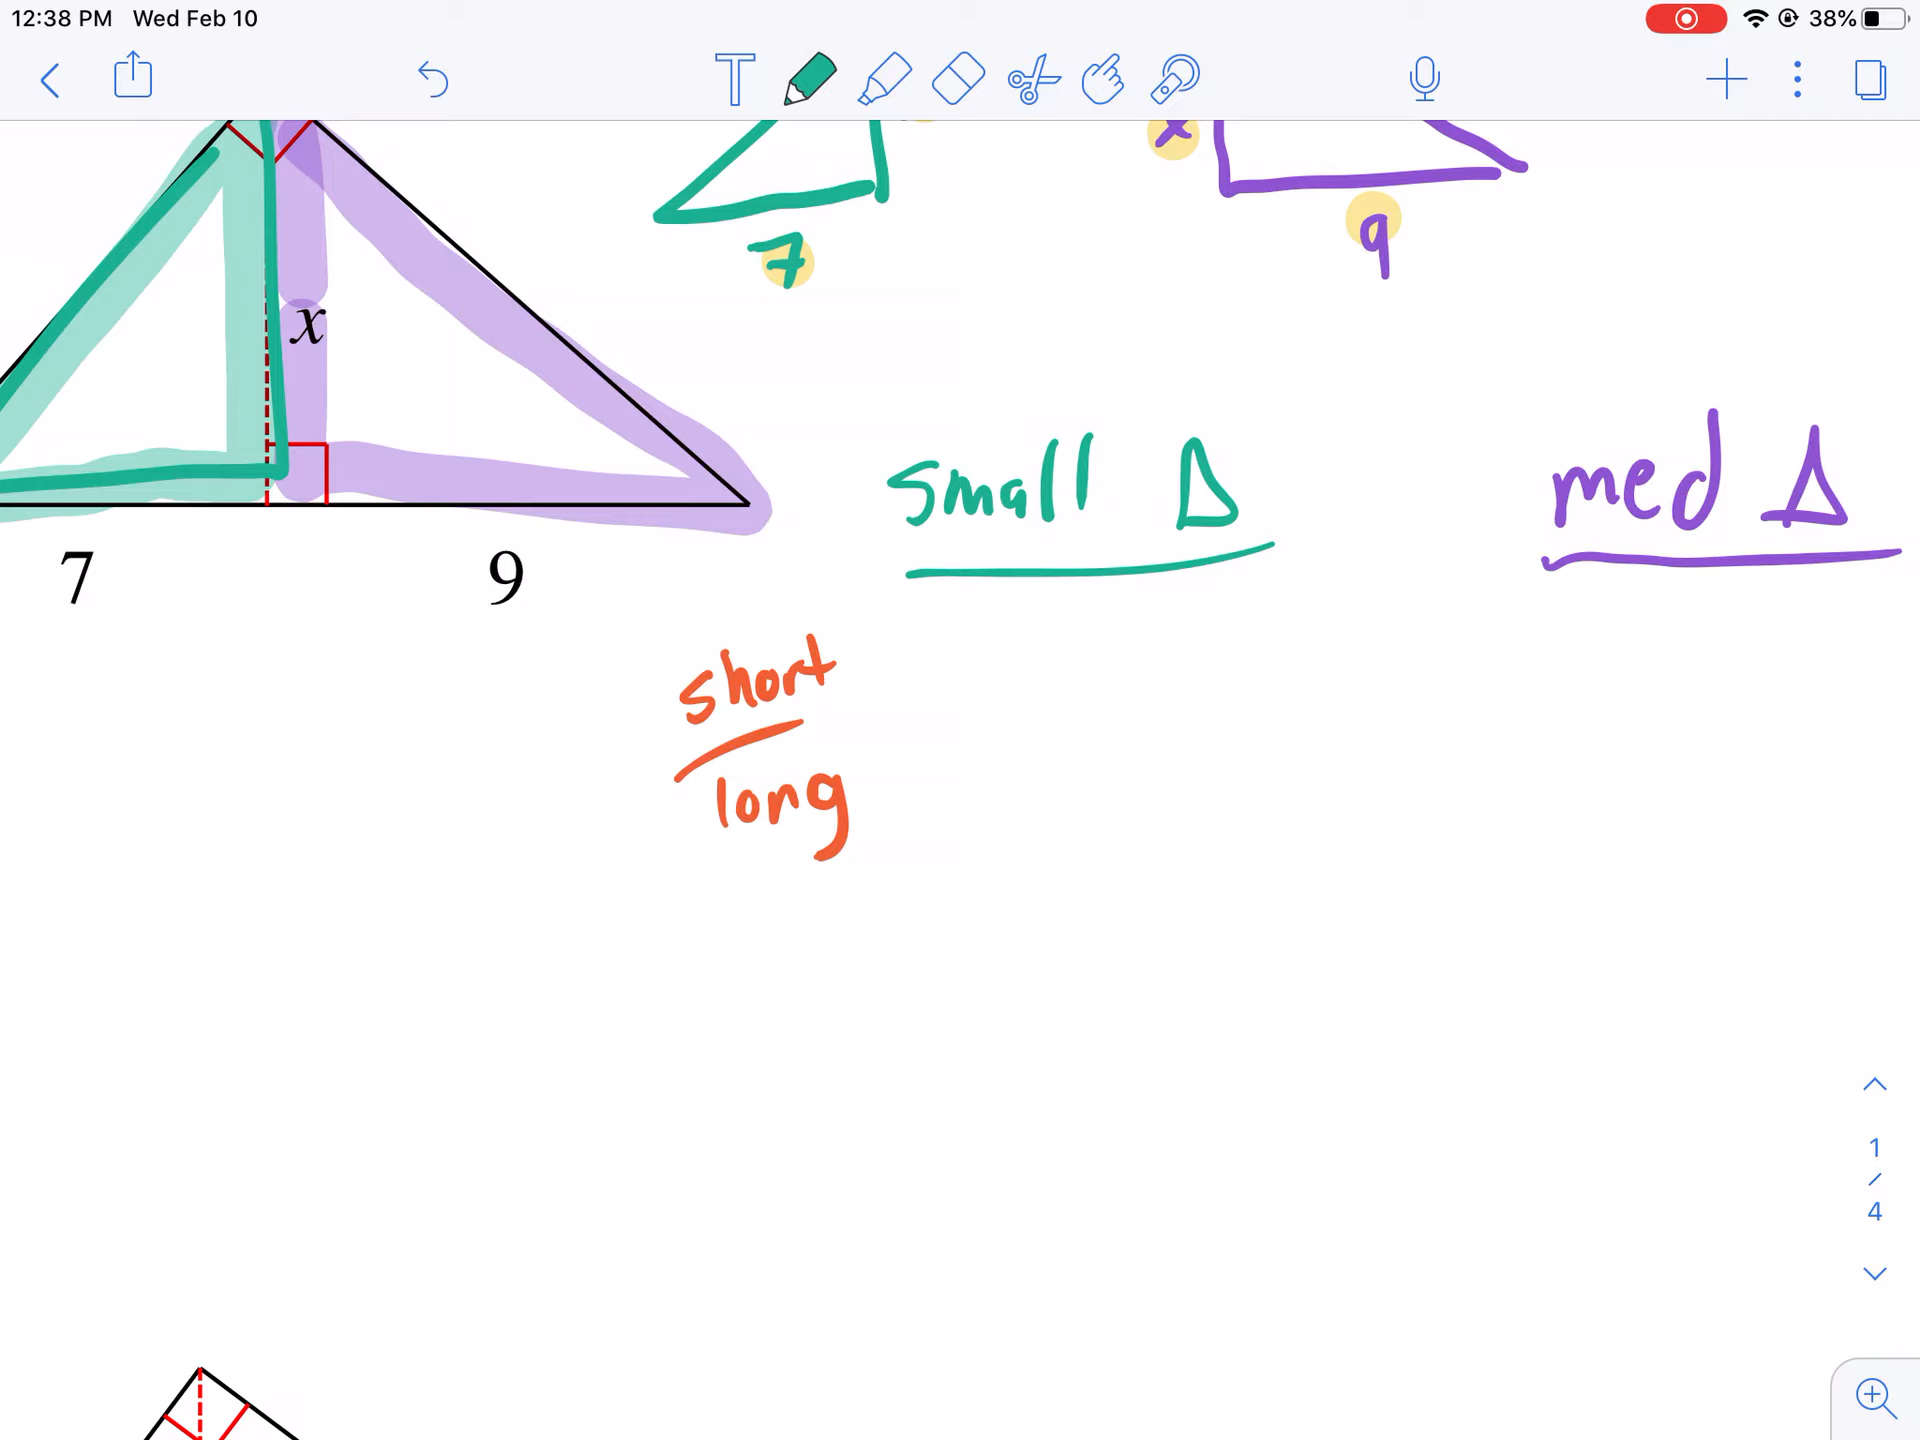 12:38 PM Wed Feb 10
38%
T
x
7
9
x
7 9
small Δ med Δ
short
long
1
/
4